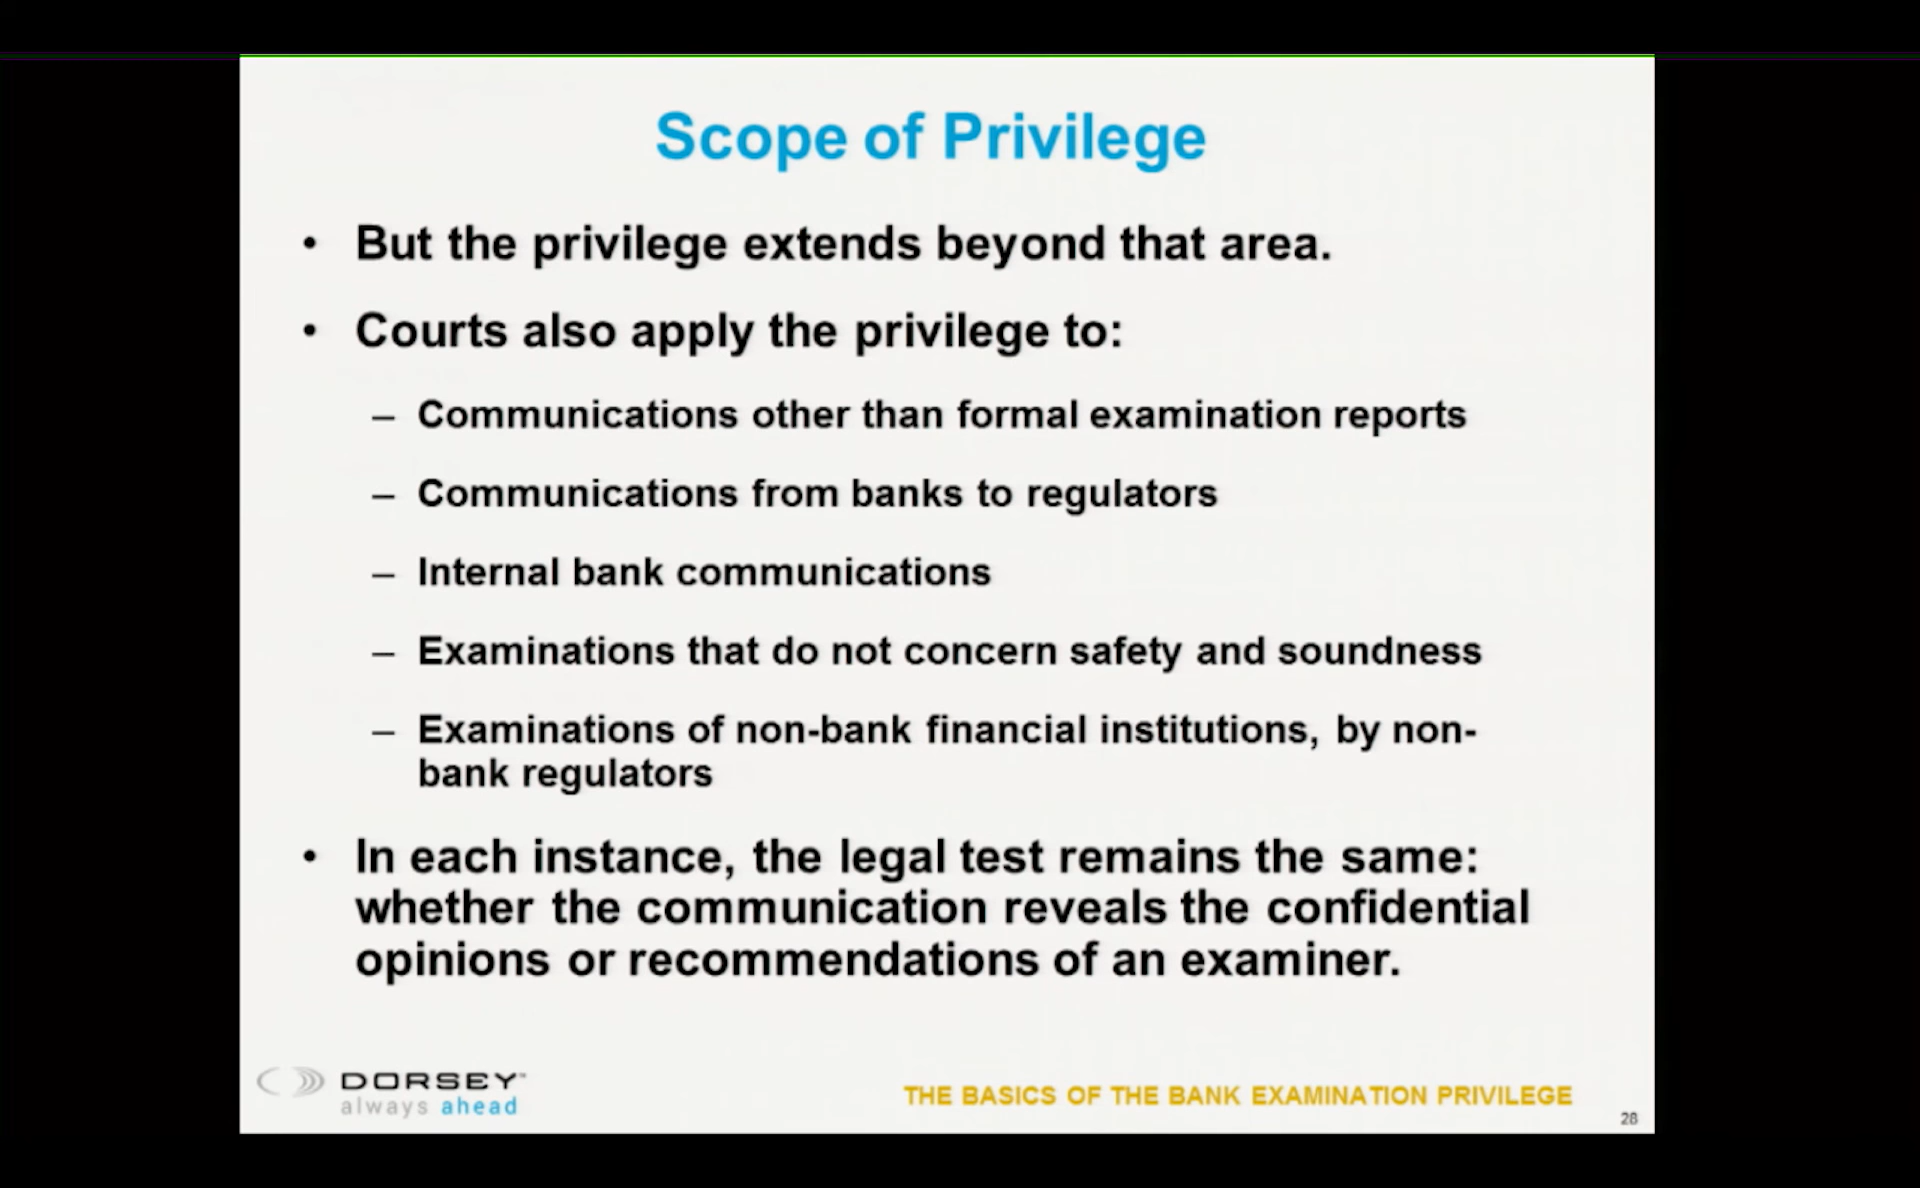 Scope of Privilege
• But the privilege extends beyond that area.
• Courts also apply the privilege to:
– Communications other than formal examination reports
– Communications from banks to regulators
– Internal bank communications
– Examinations that do not concern safety and soundness
– Examinations of non-bank financial institutions, by non-
bank regulators
• In each instance, the legal test remains the same:
whether the communication reveals the confidential
opinions or recommendations of an examiner.
DORSEY™
always ahead
THE BASICS OF THE BANK EXAMINATION PRIVILEGE
28